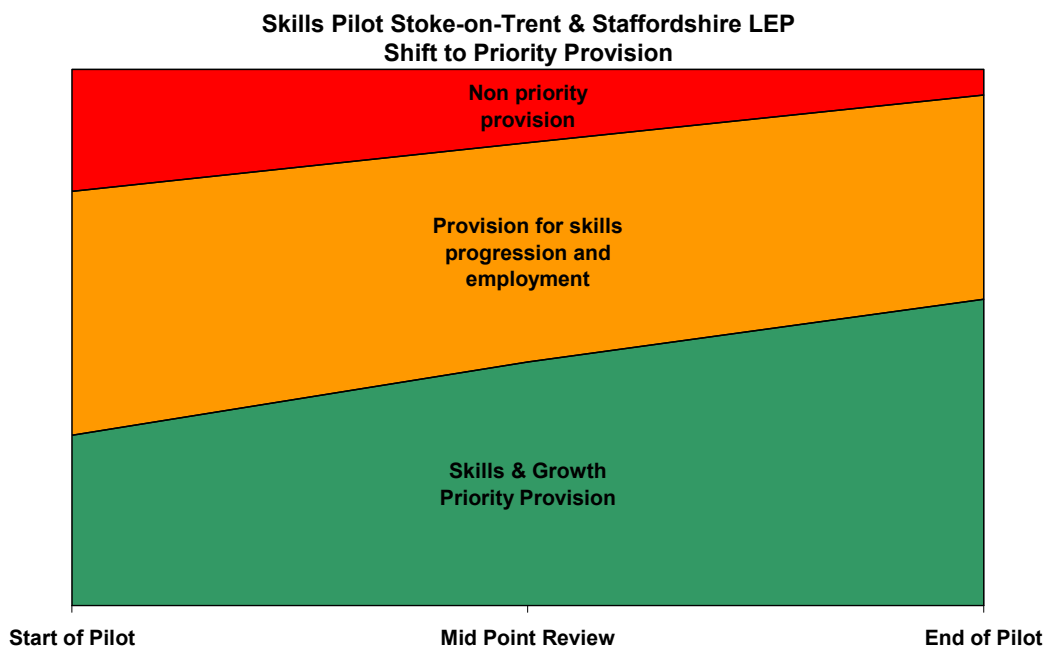 Skills Pilot Stoke-on-Trent & Staffordshire LEP
Shift to Priority Provision
Non priority
provision
Provision for skills
progression and
employment
Skills & Growth
Priority Provision
Start of Pilot
Mid Point Review
End of Pilot